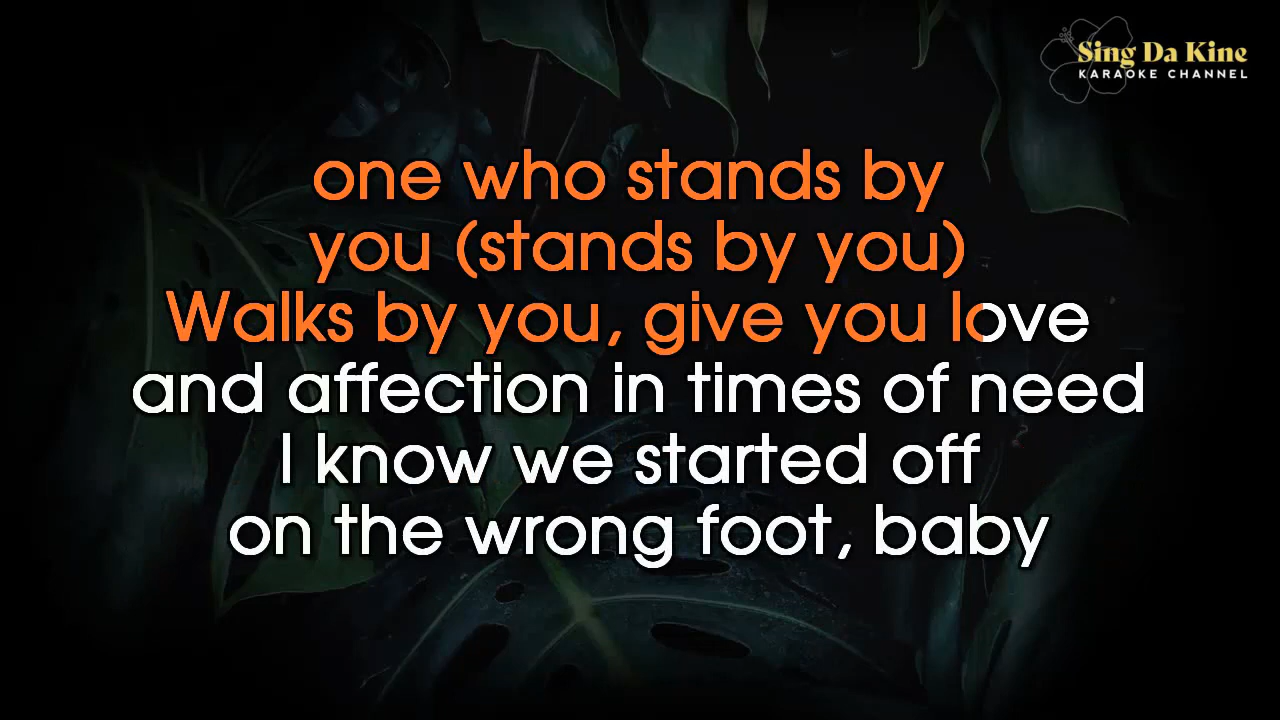 Sing Da Kine
KARAOKE CHANNEL
one who stands by
you (stands by you)
Walks by you, give you love
and affection in times of need
I know we started off
on the wrong foot, baby